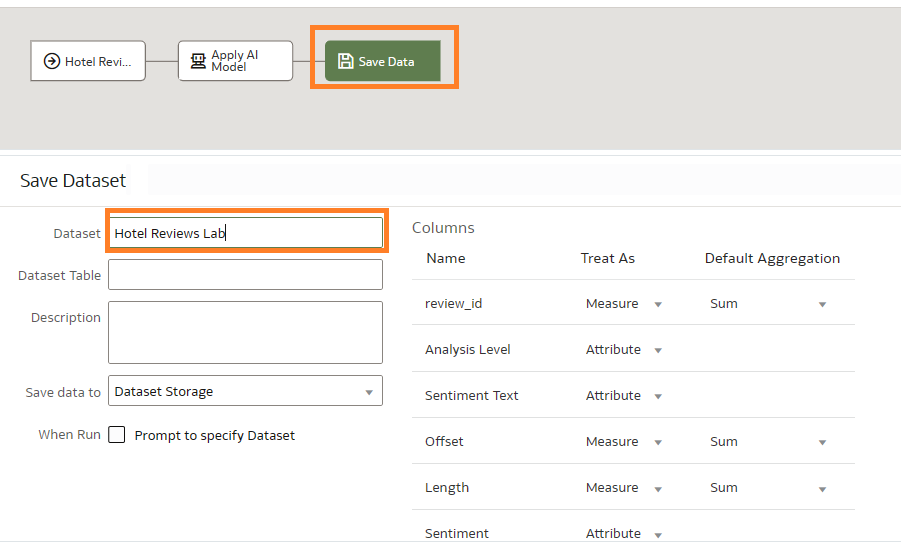 Hotel Revi...
Apply AI
Model
Save Data
Save Dataset
Dataset Hotel Reviews Lab
Dataset Table
Description
Save data to Dataset Storage
When Run Prompt to specify Dataset
Columns
Name Treat As Default Aggregation
review_id Measure Sum
Analysis Level Attribute
Sentiment Text Attribute
Offset Measure Sum
Length Measure Sum
Sentiment Attribute